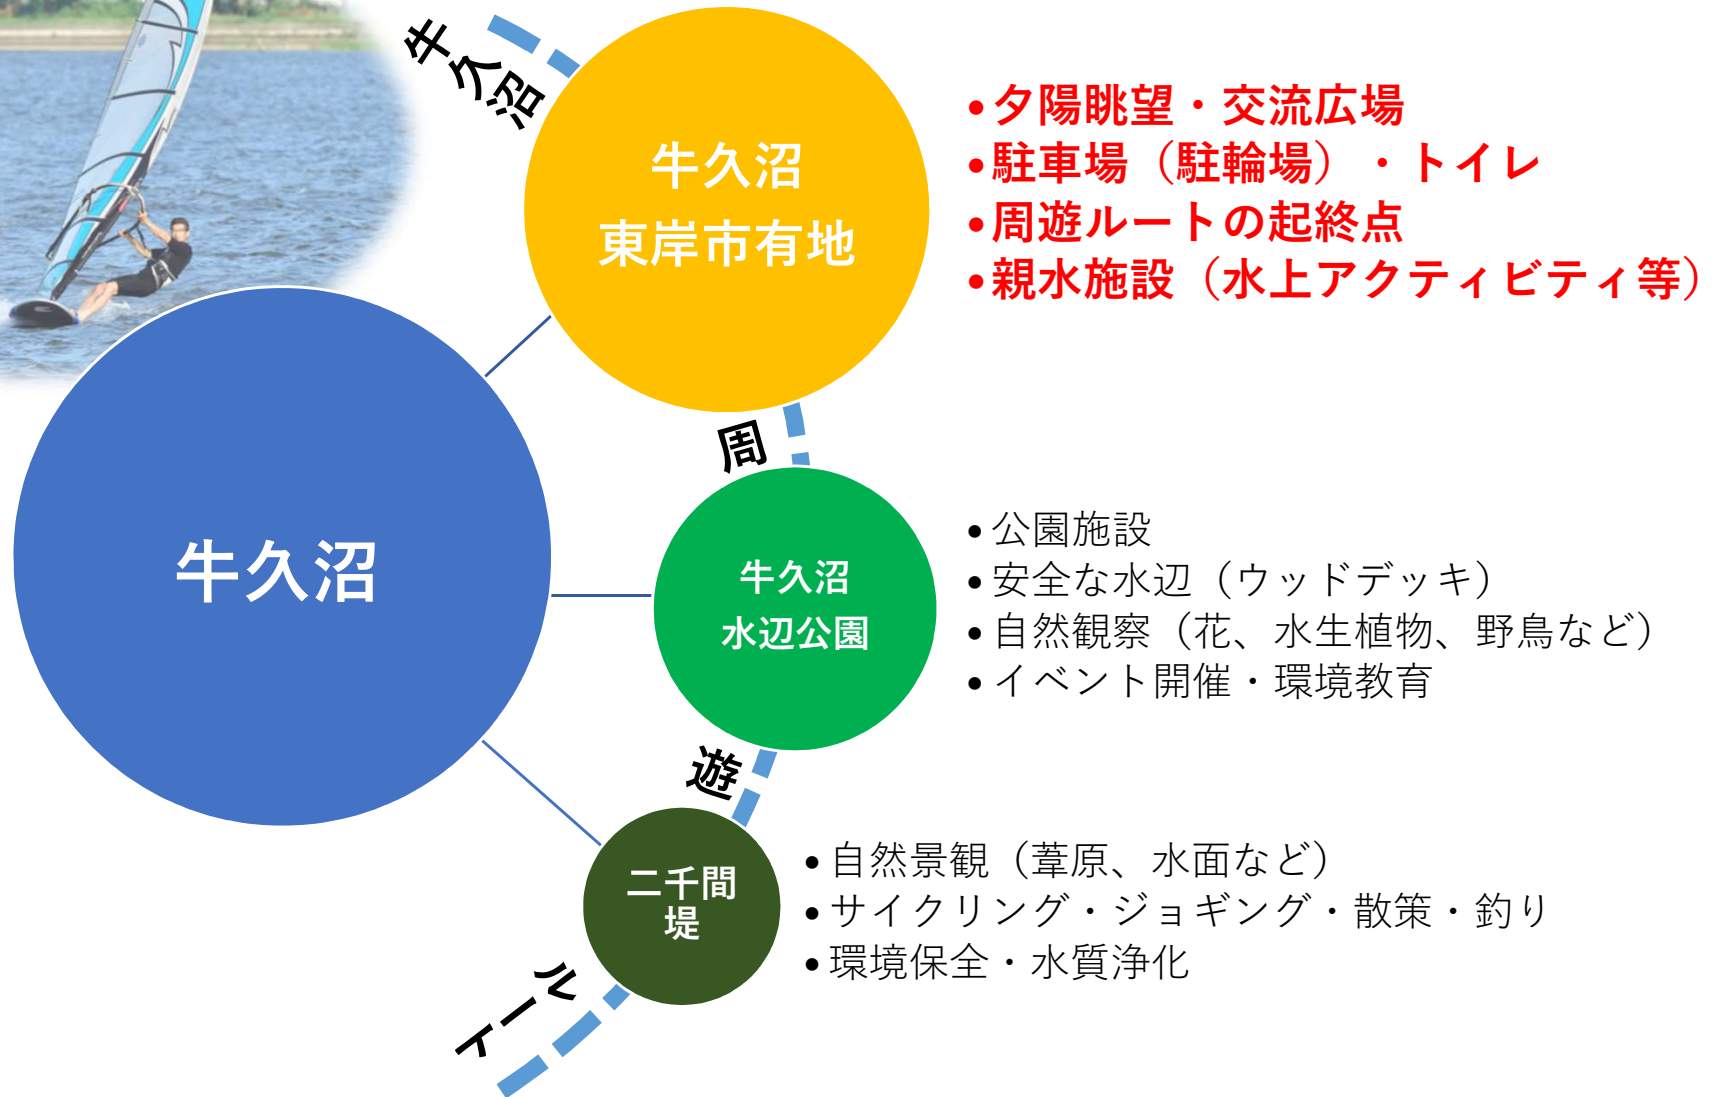 牛久沼
牛久沼
東岸市有地
•夕陽眺望・交流広場
•駐車場（駐輪場）・トイレ
•周遊ルートの起終点
•親水施設（水上アクティビティ等）
周
牛久沼
牛久沼
水辺公園
•公園施設
•安全な水辺（ウッドデッキ）
•自然観察（花、水生植物、野鳥など）
•イベント開催・環境教育
遊
二千間
堤
•自然景観（葦原、水面など）
•サイクリング・ジョギング・散策・釣り
•環境保全・水質浄化
ルート